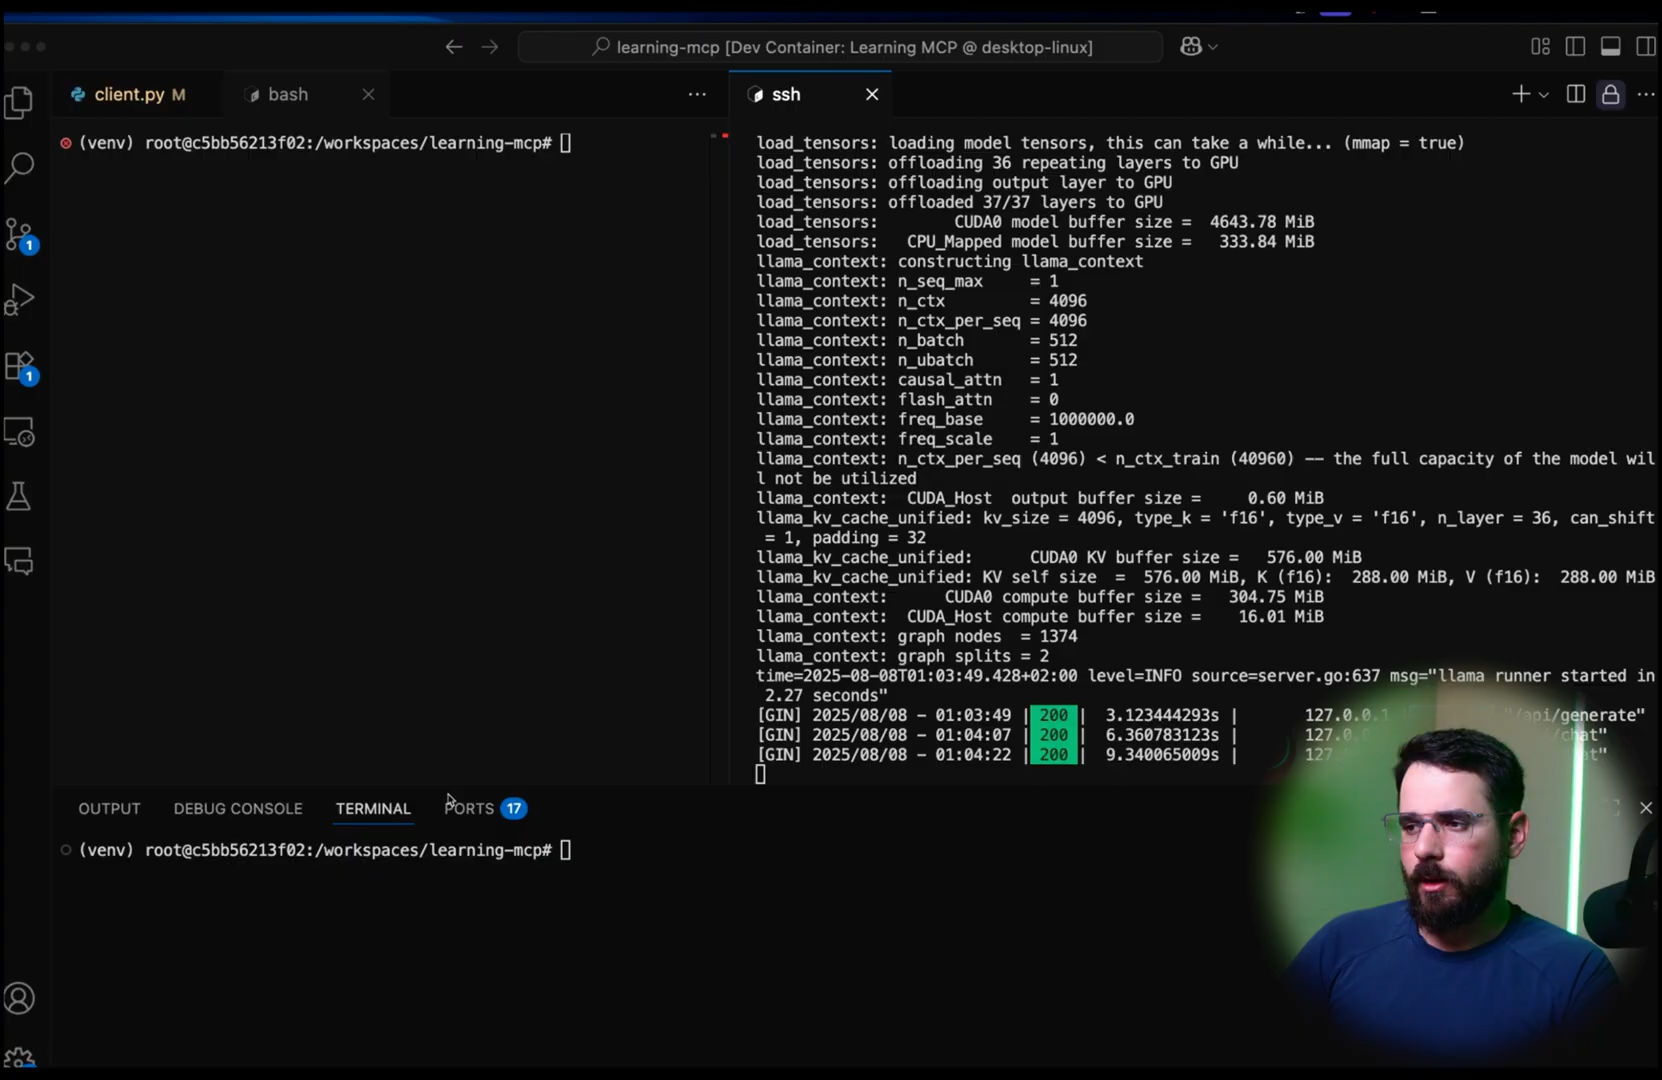 learning-mcp [Dev Container: Learning MCP @ desktop-linux]
client.py M
bash
ssh
(venv) root@c5bb56213f02:/workspaces/learning-mcp#
load_tensors: loading model tensors, this can take a while... (mmap = true)
load_tensors: offloading 36 repeating layers to GPU
load_tensors: offloading output layer to GPU
load_tensors: offloaded 37/37 layers to GPU
load_tensors: CUDA0 model buffer size = 4643.78 MiB
load_tensors: CPU_Mapped model buffer size = 333.84 MiB
llama_context: constructing llama_context
llama_context: n_seq_max = 1
llama_context: n_ctx = 4096
llama_context: n_ctx_per_seq = 4096
llama_context: n_batch = 512
llama_context: n_ubatch = 512
llama_context: causal_attn = 1
llama_context: flash_attn = 0
llama_context: freq_base = 1000000.0
llama_context: freq_scale = 1
llama_context: n_ctx_per_seq (4096) < n_ctx_train (40960) -- the full capacity of the model wil
l not be utilized
llama_context: CUDA_Host output buffer size = 0.60 MiB
llama_kv_cache_unified: kv_size = 4096, type_k = 'f16', type_v = 'f16', n_layer = 36, can_shift
= 1, padding = 32
llama_kv_cache_unified: CUDA0 KV buffer size = 576.00 MiB
llama_kv_cache_unified: KV self size = 576.00 MiB, K (f16): 288.00 MiB, V (f16): 288.00 MiB
llama_context: CUDA0 compute buffer size = 304.75 MiB
llama_context: CUDA_Host compute buffer size = 16.01 MiB
llama_context: graph nodes = 1374
llama_context: graph splits = 2
time=2025-08-08T01:03:49.428+02:00 level=INFO source=server.go:637 msg="llama runner started in
2.27 seconds"
[GIN] 2025/08/08 - 01:03:49 | 200 | 3.123444293s | 127.0.0.1 "/api/generate"
[GIN] 2025/08/08 - 01:04:07 | 200 | 6.360783123s | 127.0.
[GIN] 2025/08/08 - 01:04:22 | 200 | 9.340065009s | 127
1
1
OUTPUT
DEBUG CONSOLE
TERMINAL
PORTS 17
(venv) root@c5bb56213f02:/workspaces/learning-mcp#